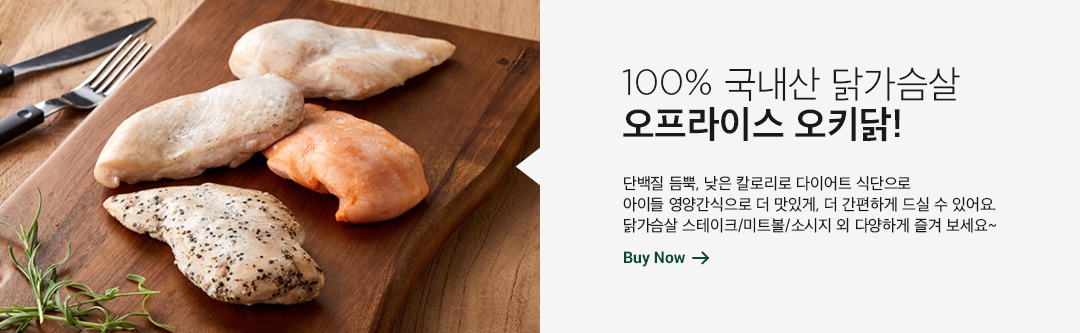 100% 국내산 닭가슴살
오프라이스 오키닭!
단백질 듬뿍, 낮은 칼로리로 다이어트 식단으로
아이들 영양간식으로 더 맛있게, 더 간편하게 드실 수 있어요.
닭가슴살 스테이크/미트볼/소시지 외 다양하게 즐겨 보세요~
Buy Now →